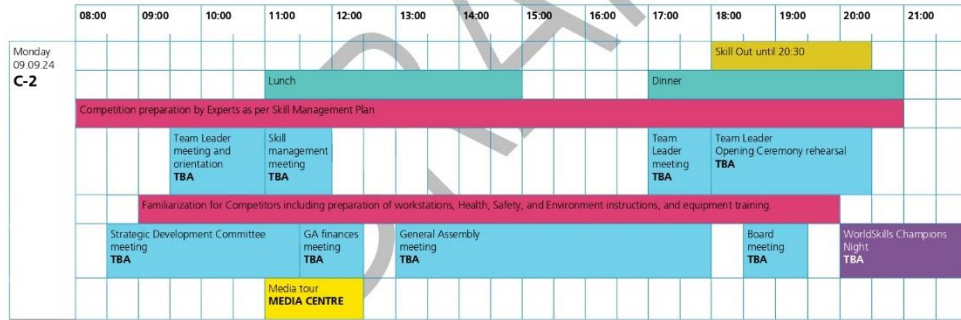 08:00 09:00 10:00 11:00 12:00 13:00 14:00 15:00 16:00 17:00 18:00 19:00 20:00 21:00
Monday
09.09.24
C-2
Skill Out until 20:30
Lunch
Dinner
Competition preparation by Experts as per Skill Management Plan
Team Leader
meeting and
orientation
TBA
Skill
management
meeting
TBA
Team
Leader
meeting
TBA
Team Leader
Opening Ceremony rehearsal
TBA
Familiarization for Competitors including preparation of workstations, Health, Safety, and Environment instructions, and equipment training.
Strategic Development Committee
meeting
TBA
GA finances
meeting
TBA
General Assembly
meeting
TBA
Board
meeting
TBA
WorldSkills Champions
Night
TBA
Media tour
MEDIA CENTRE